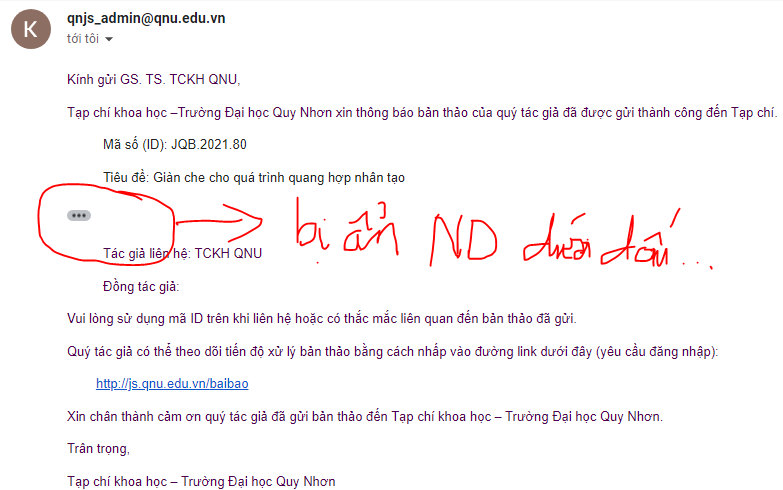 K
qnjs_admin@qnu.edu.vn
tới tôi
Kính gửi GS. TS. TCKH QNU,
Tạp chí khoa học –Trường Đại học Quy Nhơn xin thông báo bản thảo của quý tác giả đã được gửi thành công đến Tạp chí.
Mã số (ID): JQB.2021.80
Tiêu đề: Giàn che cho quá trình quang hợp nhân tạo
••• bị ẩn ND dưới dấu...
Tác giả liên hệ: TCKH QNU
Đồng tác giả:
Vui lòng sử dụng mã ID trên khi liên hệ hoặc có thắc mắc liên quan đến bản thảo đã gửi.
Quý tác giả có thể theo dõi tiến độ xử lý bản thảo bằng cách nhấp vào đường link dưới đây (yêu cầu đăng nhập):
http://js.qnu.edu.vn/baibao
Xin chân thành cảm ơn quý tác giả đã gửi bản thảo đến Tạp chí khoa học – Trường Đại học Quy Nhơn.
Trân trọng,
Tạp chí khoa học – Trường Đại học Quy Nhơn